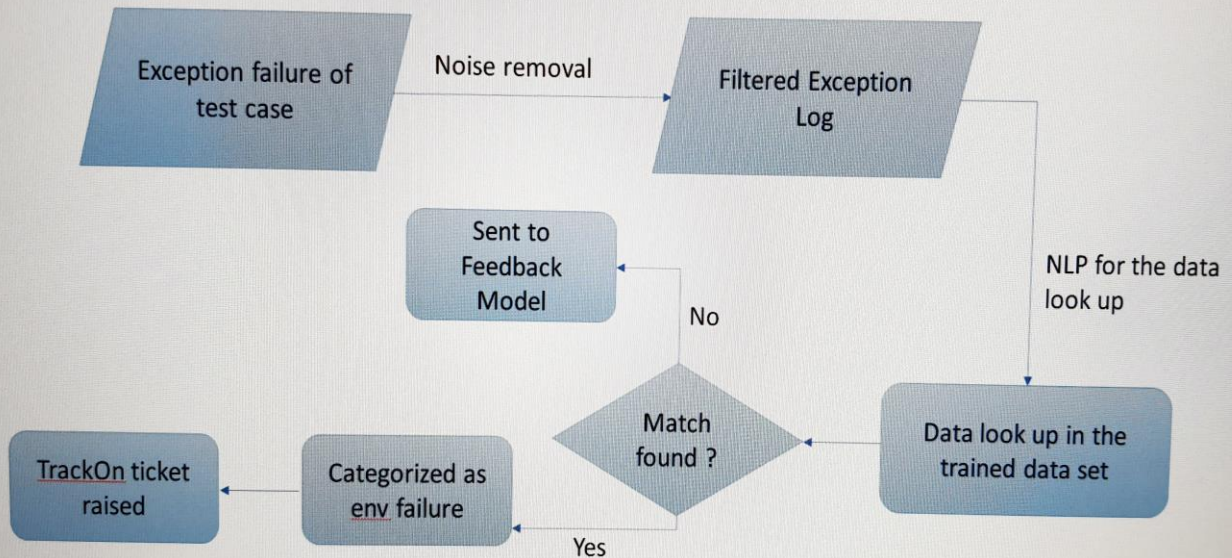 Exception failure of
test case
Noise removal
Filtered Exception
Log
NLP for the data
look up
Data look up in the
trained data set
Match
found ?
No
Sent to
Feedback
Model
Yes
Categorized as
env failure
TrackOn ticket
raised